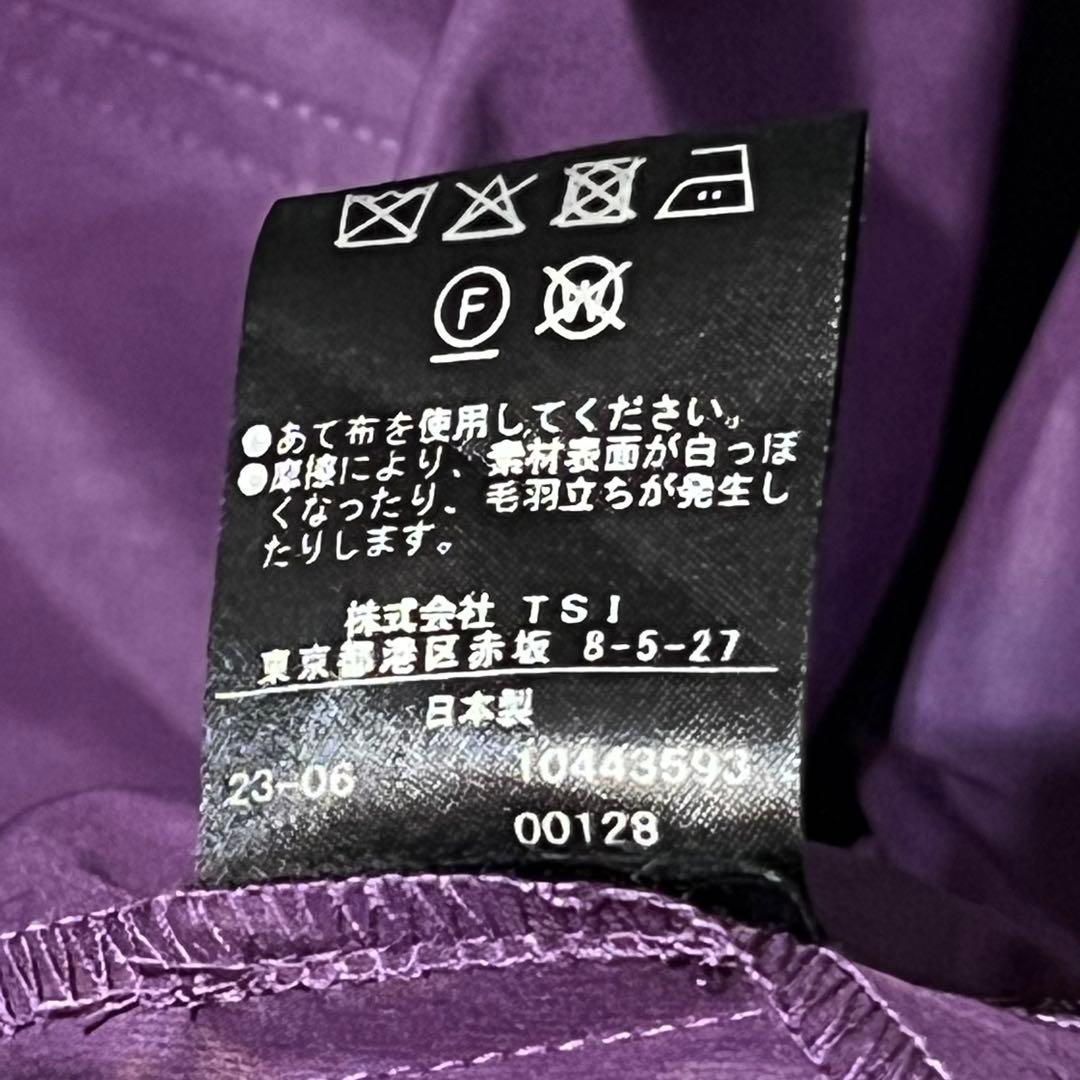 F W
●あて布を使用してください。
●摩擦により、素材表面が白っぽ
くなったり、毛羽立ちが発生し
たりします。
株式会社 TSI
東京都港区赤坂 8-5-27
日本製
23-06 10443593
00128